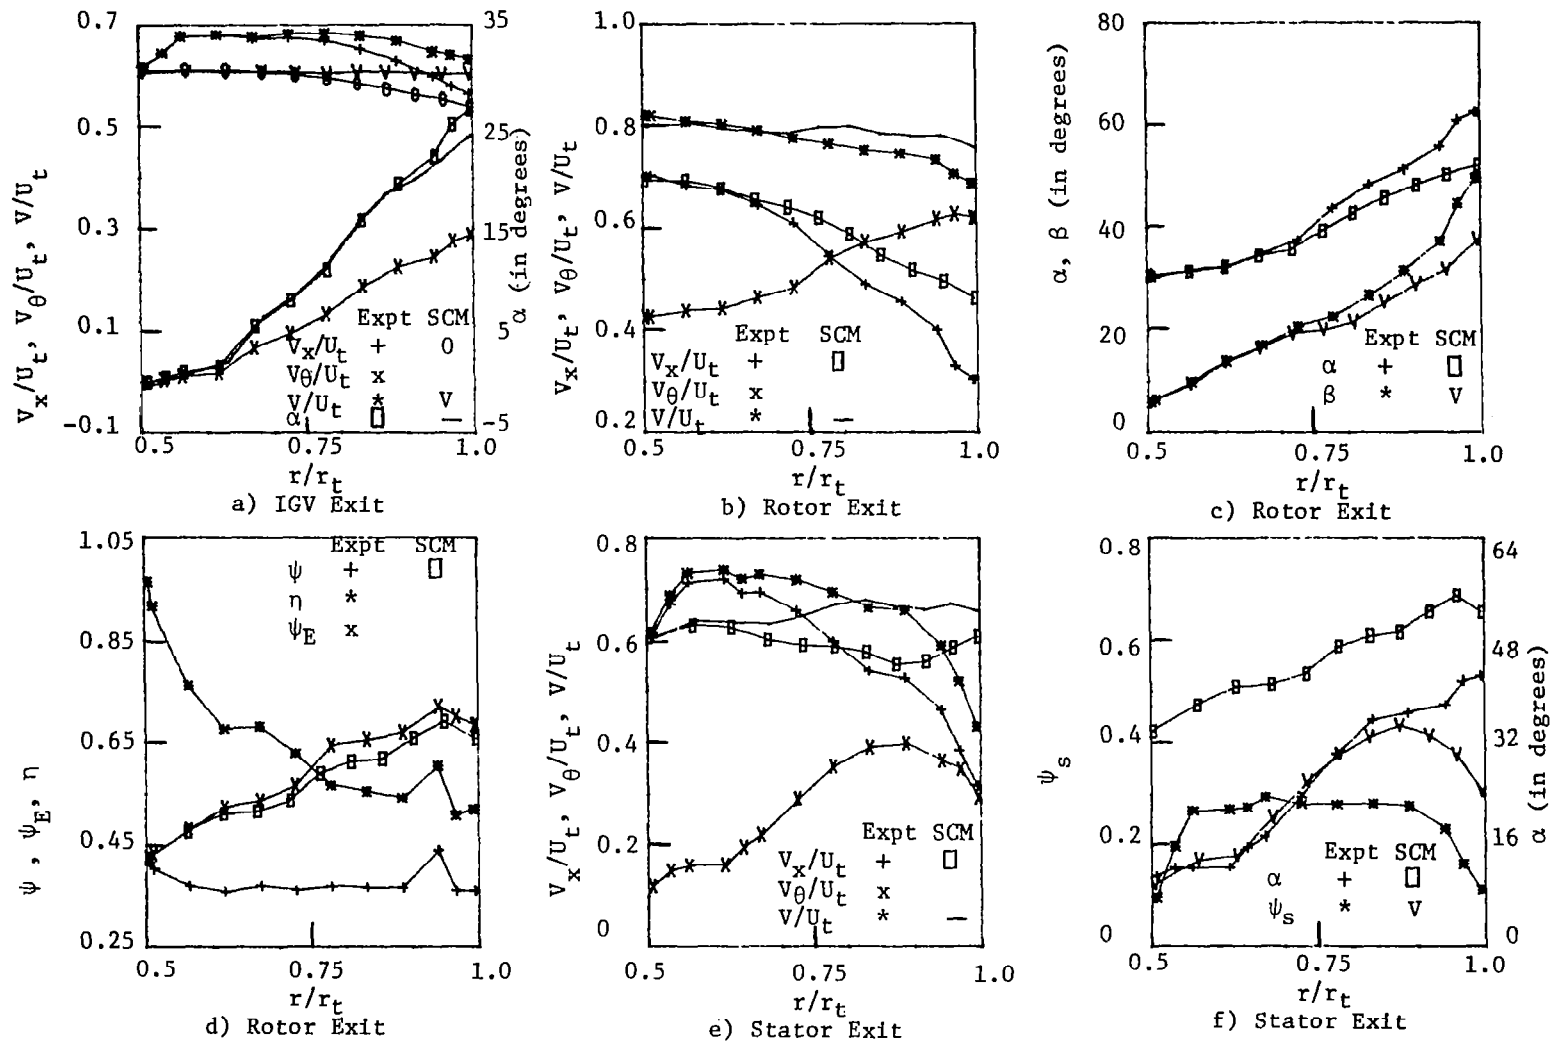 0.7
0.5
0.3
0.1
-0.1
35
25
15
5
-5
V_x/U_t, V_θ/U_t, V/U_t
α (in degrees)
Expt SCM
V_x/U_t + O
V_θ/U_t x
V/U_t * V
α ▯ —
0.5 0.75 1.0
r/r_t
a) IGV Exit
1.0
0.8
0.6
0.4
0.2
V_x/U_t, V_θ/U_t, V/U_t
Expt SCM
V_x/U_t + ▯
V_θ/U_t x
V/U_t * —
0.5 0.75 1.0
r/r_t
b) Rotor Exit
80
60
40
20
0
α, β (in degrees)
Expt SCM
α + ▯
β * V
0.5 0.75 1.0
r/r_t
c) Rotor Exit
1.05
0.85
0.65
0.45
0.25
ψ, ψ_E, η
Expt SCM
ψ + ▯
η *
ψ_E x
0.5 0.75 1.0
r/r_t
d) Rotor Exit
0.8
0.6
0.4
0.2
0
V_x/U_t, V_θ/U_t, V/U_t
Expt SCM
V_x/U_t + ▯
V_θ/U_t x
V/U_t * —
0.5 0.75 1.0
r/r_t
e) Stator Exit
0.8
0.6
0.4
0.2
0
64
48
32
16
0
ψ_s
α (in degrees)
Expt SCM
α + ▯
ψ_s * V
0.5 0.75 1.0
r/r_t
f) Stator Exit